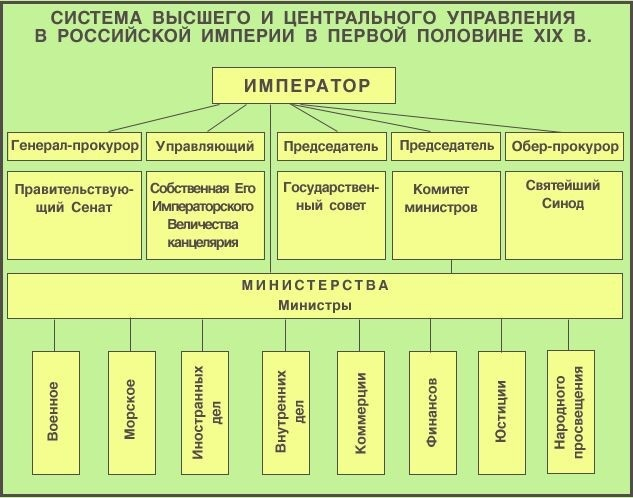 СИСТЕМА ВЫСШЕГО И ЦЕНТРАЛЬНОГО УПРАВЛЕНИЯ
В РОССИЙСКОЙ ИМПЕРИИ В ПЕРВОЙ ПОЛОВИНЕ XIX В.
ИМПЕРАТОР
Генерал-прокурор
Управляющий
Председатель
Председатель
Обер-прокурор
Правительствую-
щий Сенат
Собственная Его
Императорского
Величества
канцелярия
Государствен-
ный совет
Комитет
министров
Святейший
Синод
МИНИСТЕРСТВА
Министры
Военное
Морское
Иностранных
дел
Внутренних
дел
Коммерции
Финансов
Юстиции
Народного
просвещения